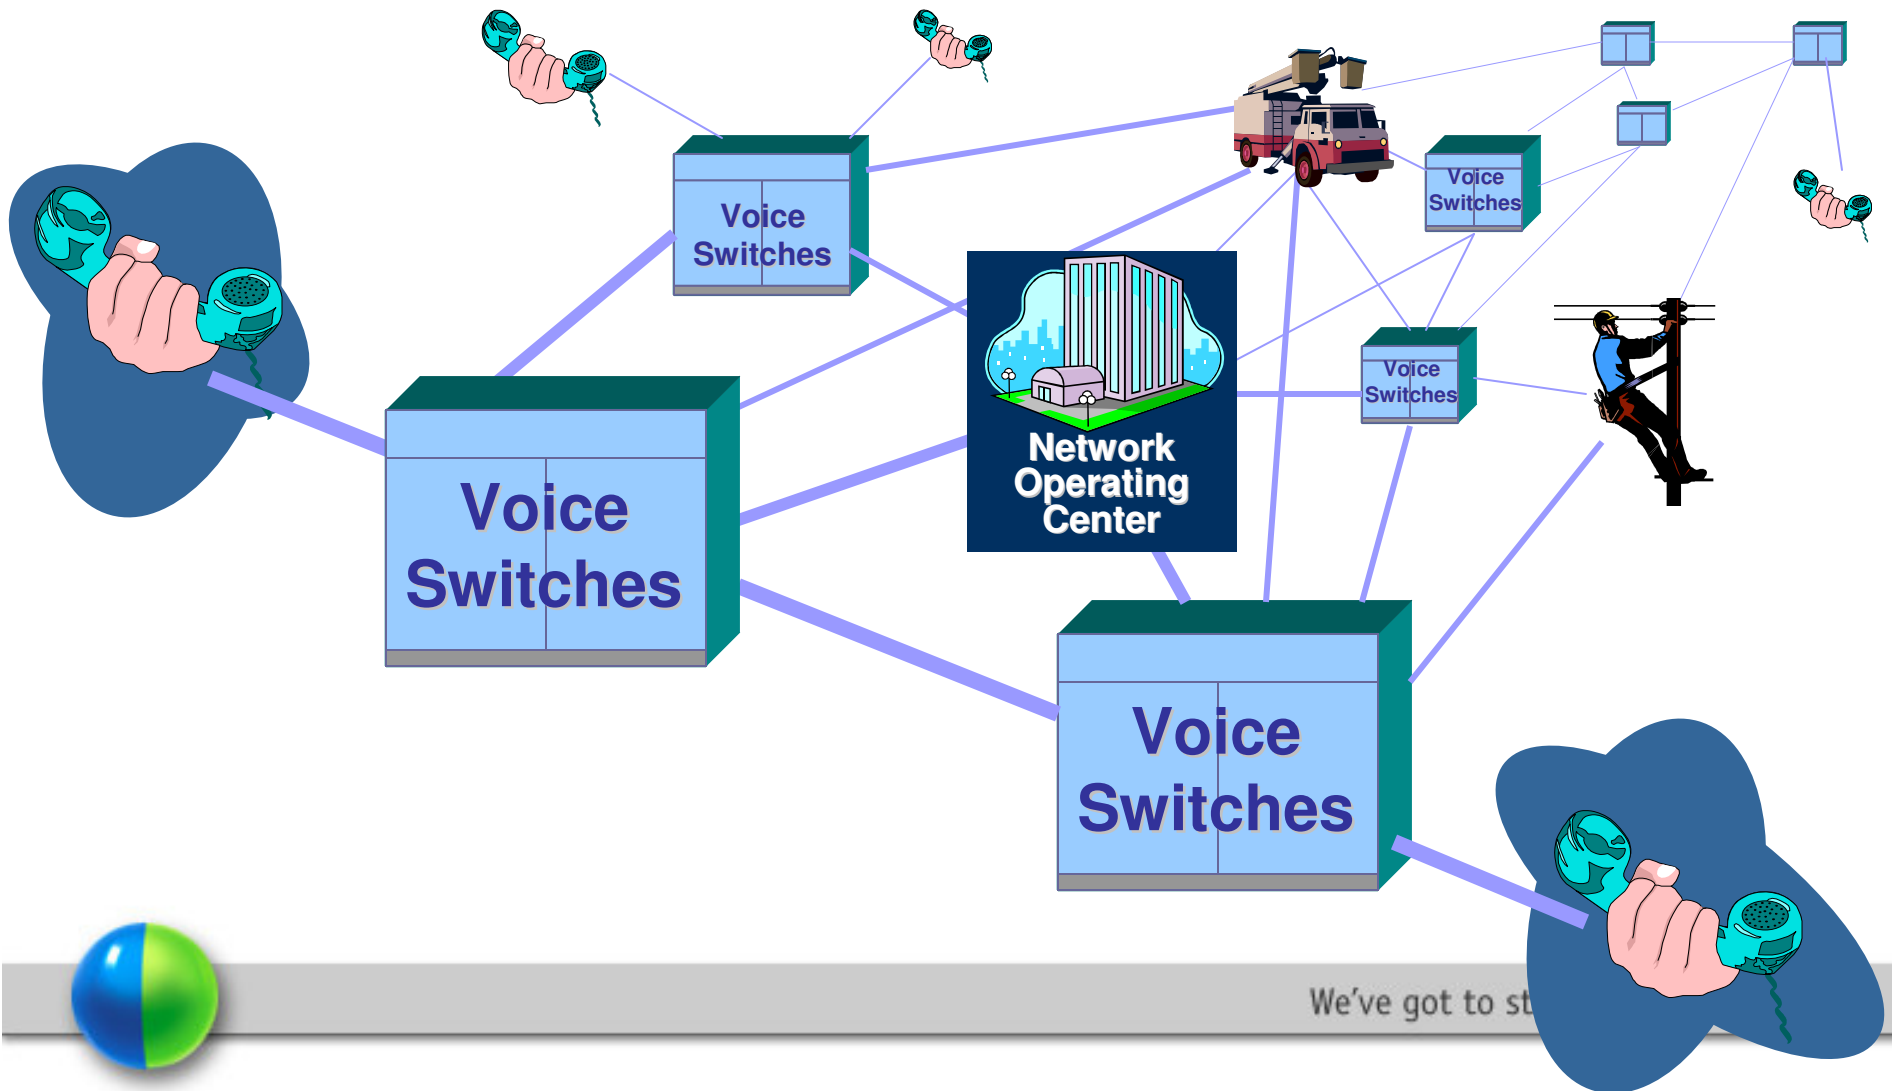 Voice
Switches
Voice
Switches
Voice
Switches
Network
Operating
Center
Voice
Switches
Voice
Switches
We've got to